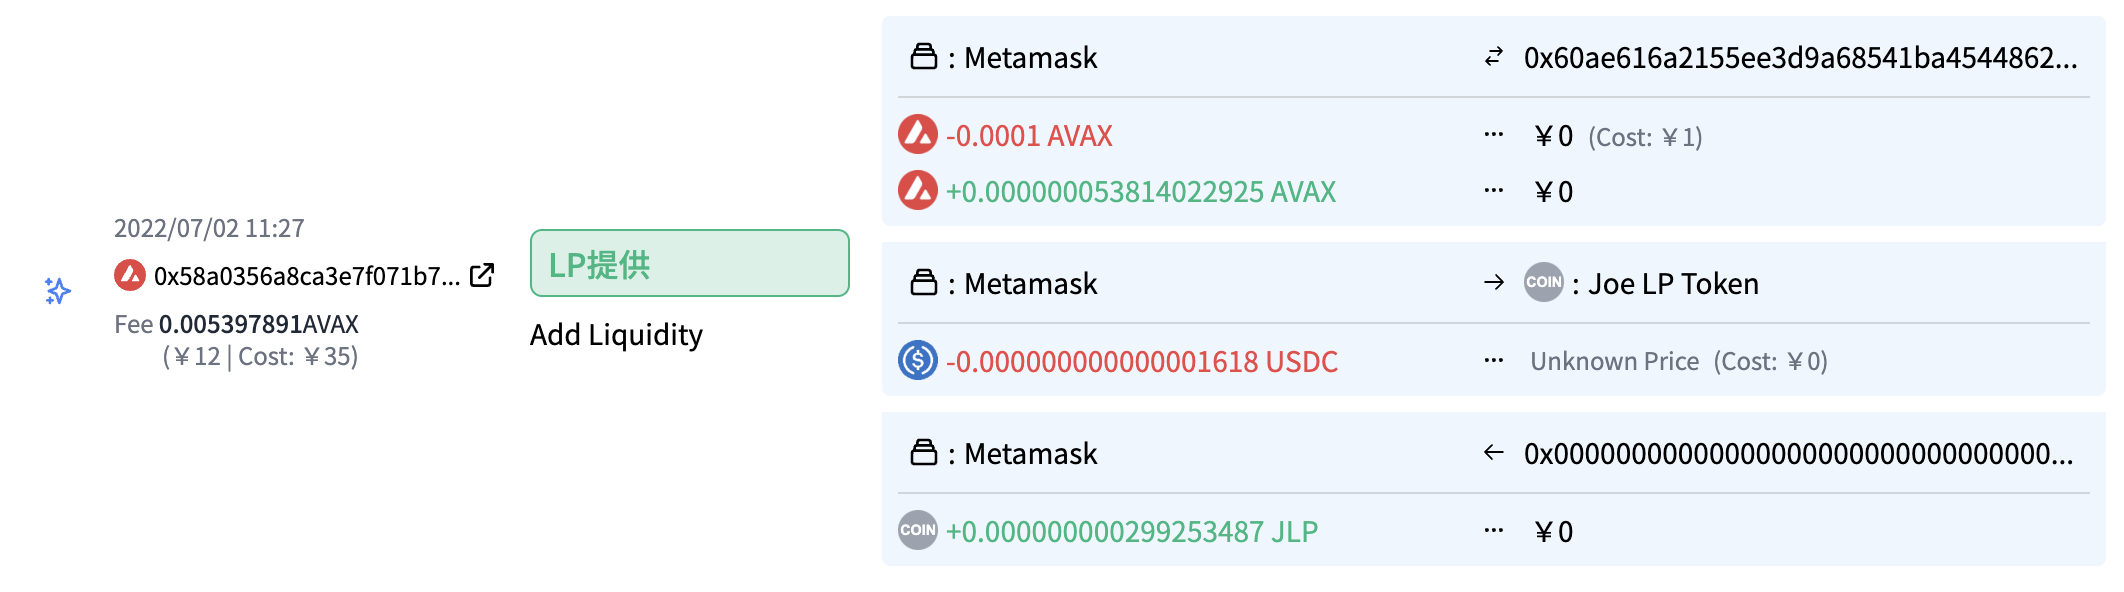 2022/07/02 11:27
0x58a0356a8ca3e7f071b7...
Fee 0.005397891AVAX
(¥12 | Cost: ¥35)
LP提供
Add Liquidity
: Metamask
0x60ae616a2155ee3d9a68541ba4544862...
-0.0001 AVAX ... ¥0 (Cost: ¥1)
+0.000000053814022925 AVAX ... ¥0
: Metamask
COIN : Joe LP Token
-0.000000000000001618 USDC ... Unknown Price (Cost: ¥0)
: Metamask
0x00000000000000000000000000000000...
COIN +0.000000000299253487 JLP ... ¥0